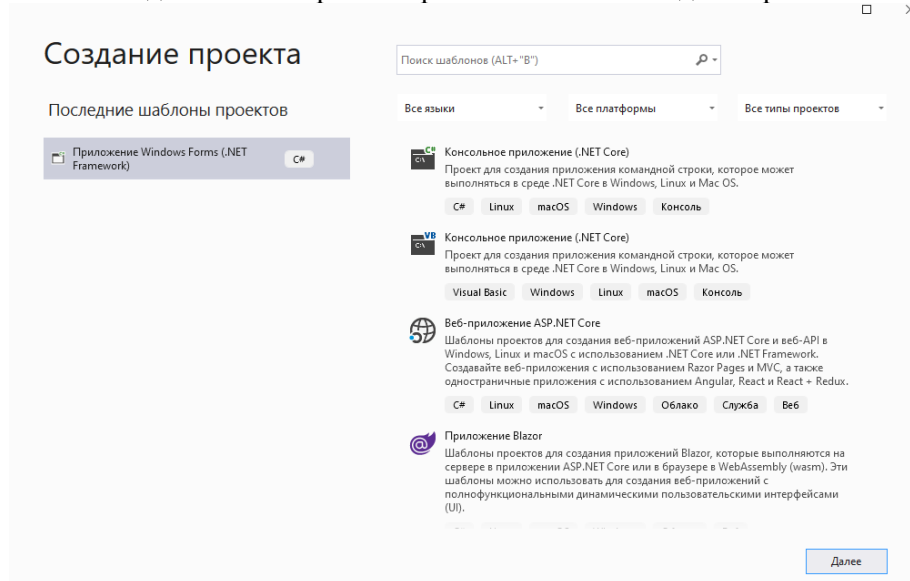 Создание проекта
Последние шаблоны проектов
Приложение Windows Forms (.NET
Framework)
C#
Поиск шаблонов (ALT+"B")
Все языки
Все платформы
Все типы проектов
Консольное приложение (.NET Core)
Проект для создания приложения командной строки, которое может
выполняться в среде .NET Core в Windows, Linux и Mac OS.
C# Linux macOS Windows Консоль
Консольное приложение (.NET Core)
Проект для создания приложения командной строки, которое может
выполняться в среде .NET Core в Windows, Linux и Mac OS.
Visual Basic Windows Linux macOS Консоль
Веб-приложение ASP.NET Core
Шаблоны проектов для создания веб-приложений ASP.NET Core и веб-API в
Windows, Linux и macOS с использованием .NET Core или .NET Framework.
Создавайте веб-приложения с использованием Razor Pages и MVC, а также
одностраничные приложения с использованием Angular, React и React + Redux.
C# Linux macOS Windows Облако Служба Веб
Приложение Blazor
Шаблоны проектов для создания приложений Blazor, которые выполняются на
сервере в приложении ASP.NET Core или в браузере в WebAssembly (wasm). Эти
шаблоны можно использовать для создания веб-приложений с
полнофункциональными динамическими пользовательскими интерфейсами
(UI).
Далее